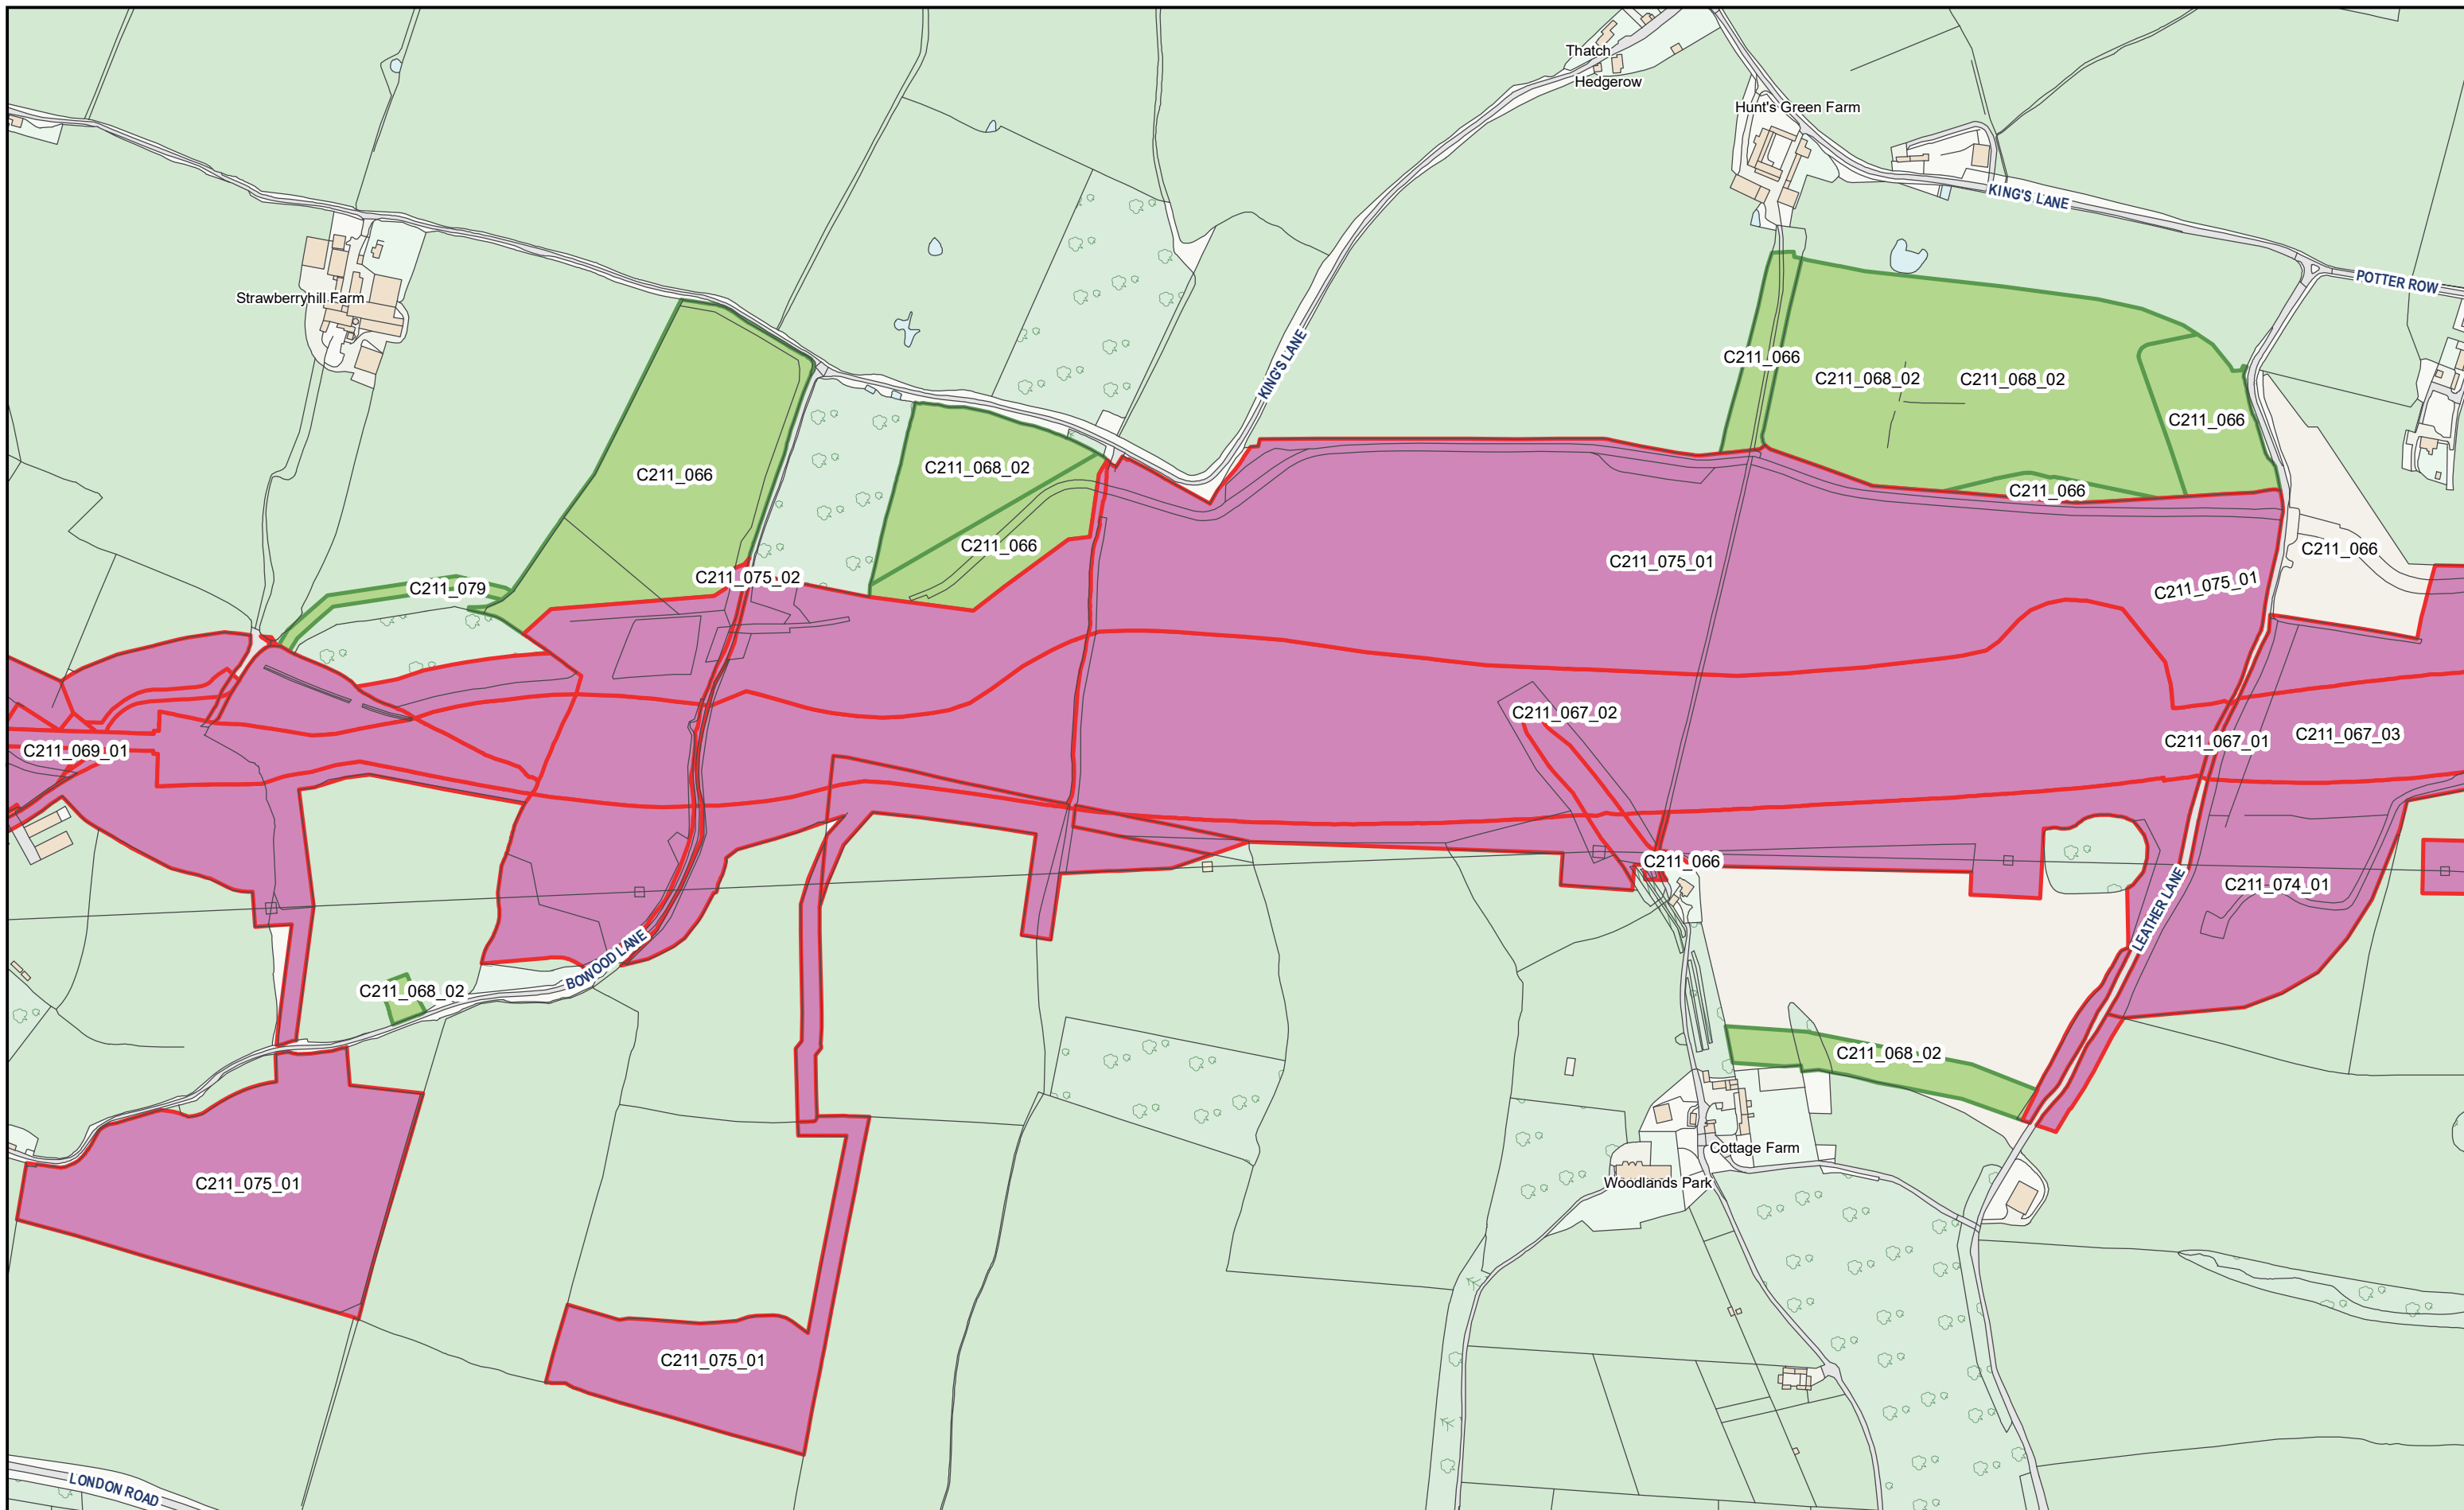 Thatch
Hedgerow
Hunt's Green Farm
KING'S LANE
POTTER ROW
Strawberryhill Farm
KING'S LANE
C211_066
C211_068_02
C211_068_02
C211_066
C211_066
C211_068_02
C211_066
C211_066
C211_066
C211_075_01
C211_075_02
C211_079
C211_075_01
C211_067_02
C211_069_01
C211_067_01
C211_067_03
C211_066
C211_074_01
LEATHER LANE
BOWOOD LANE
C211_068_02
C211_068_02
Cottage Farm
Woodlands Park
C211_075_01
C211_075_01
LONDON ROAD